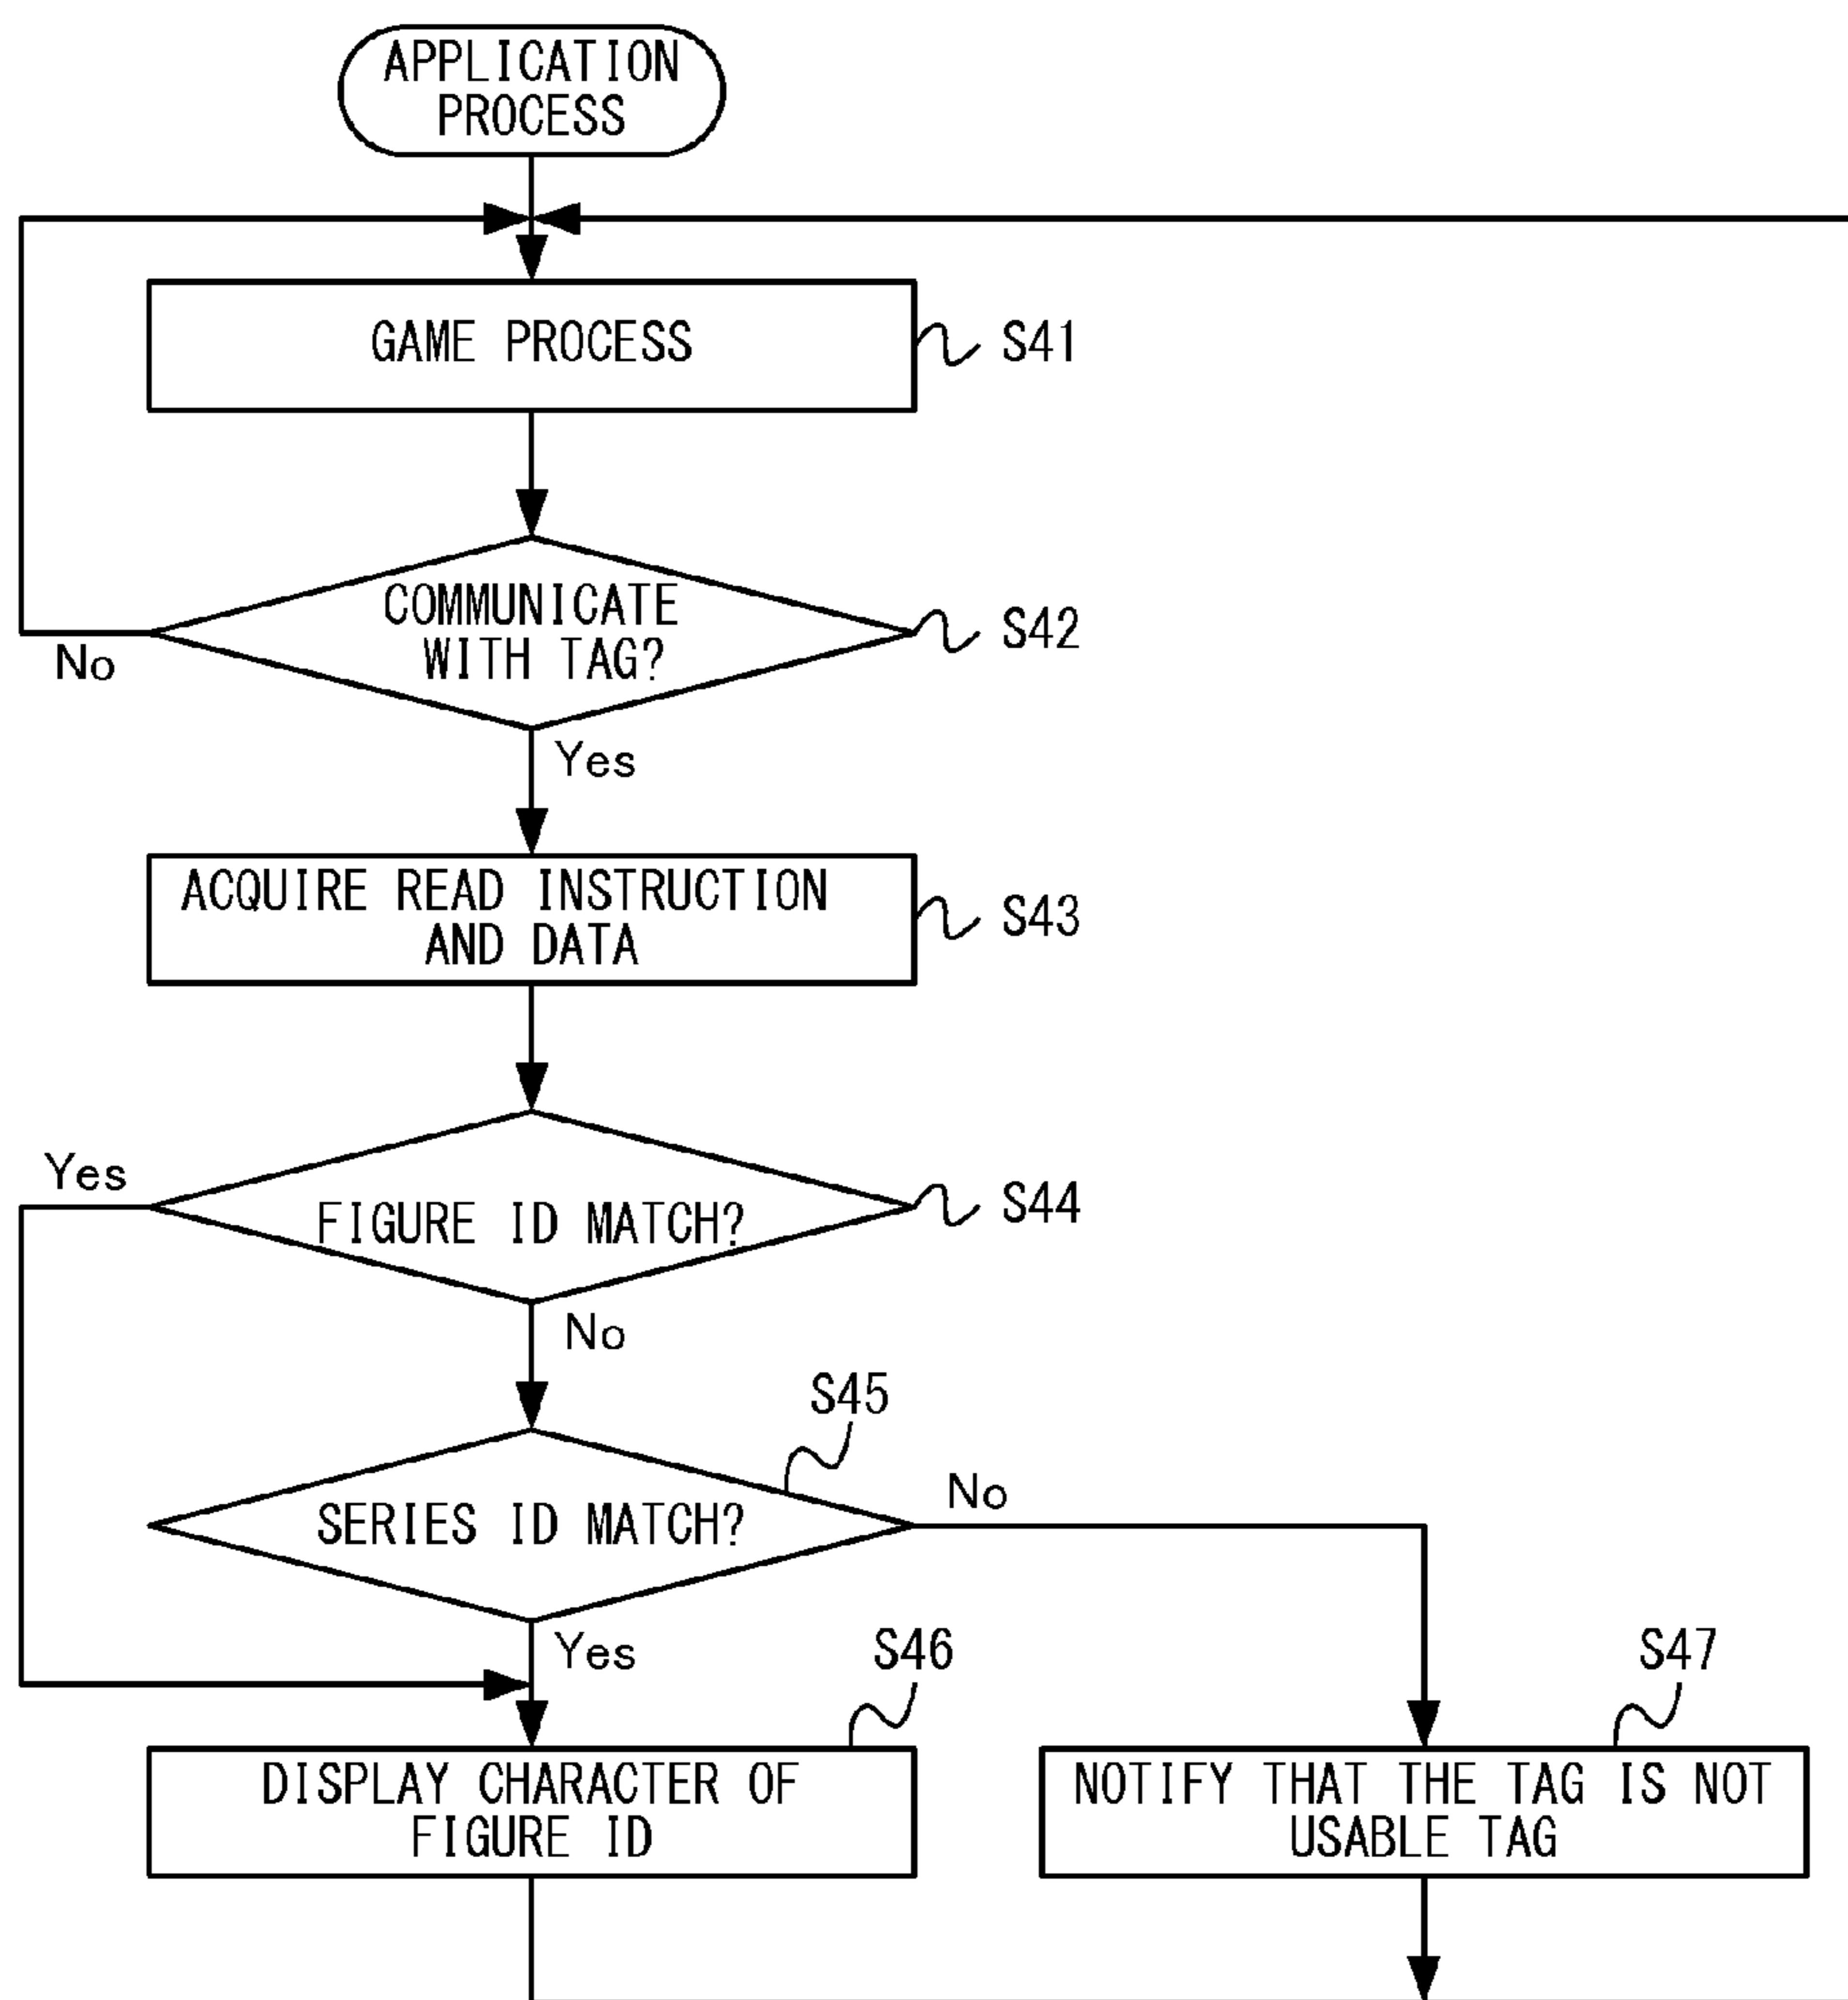 APPLICATION
PROCESS
GAME PROCESS
S41
COMMUNICATE
WITH TAG?
S42
No
Yes
ACQUIRE READ INSTRUCTION
AND DATA
S43
Yes
FIGURE ID MATCH?
S44
No
S45
SERIES ID MATCH?
No
Yes
S46
S47
DISPLAY CHARACTER OF
FIGURE ID
NOTIFY THAT THE TAG IS NOT
USABLE TAG